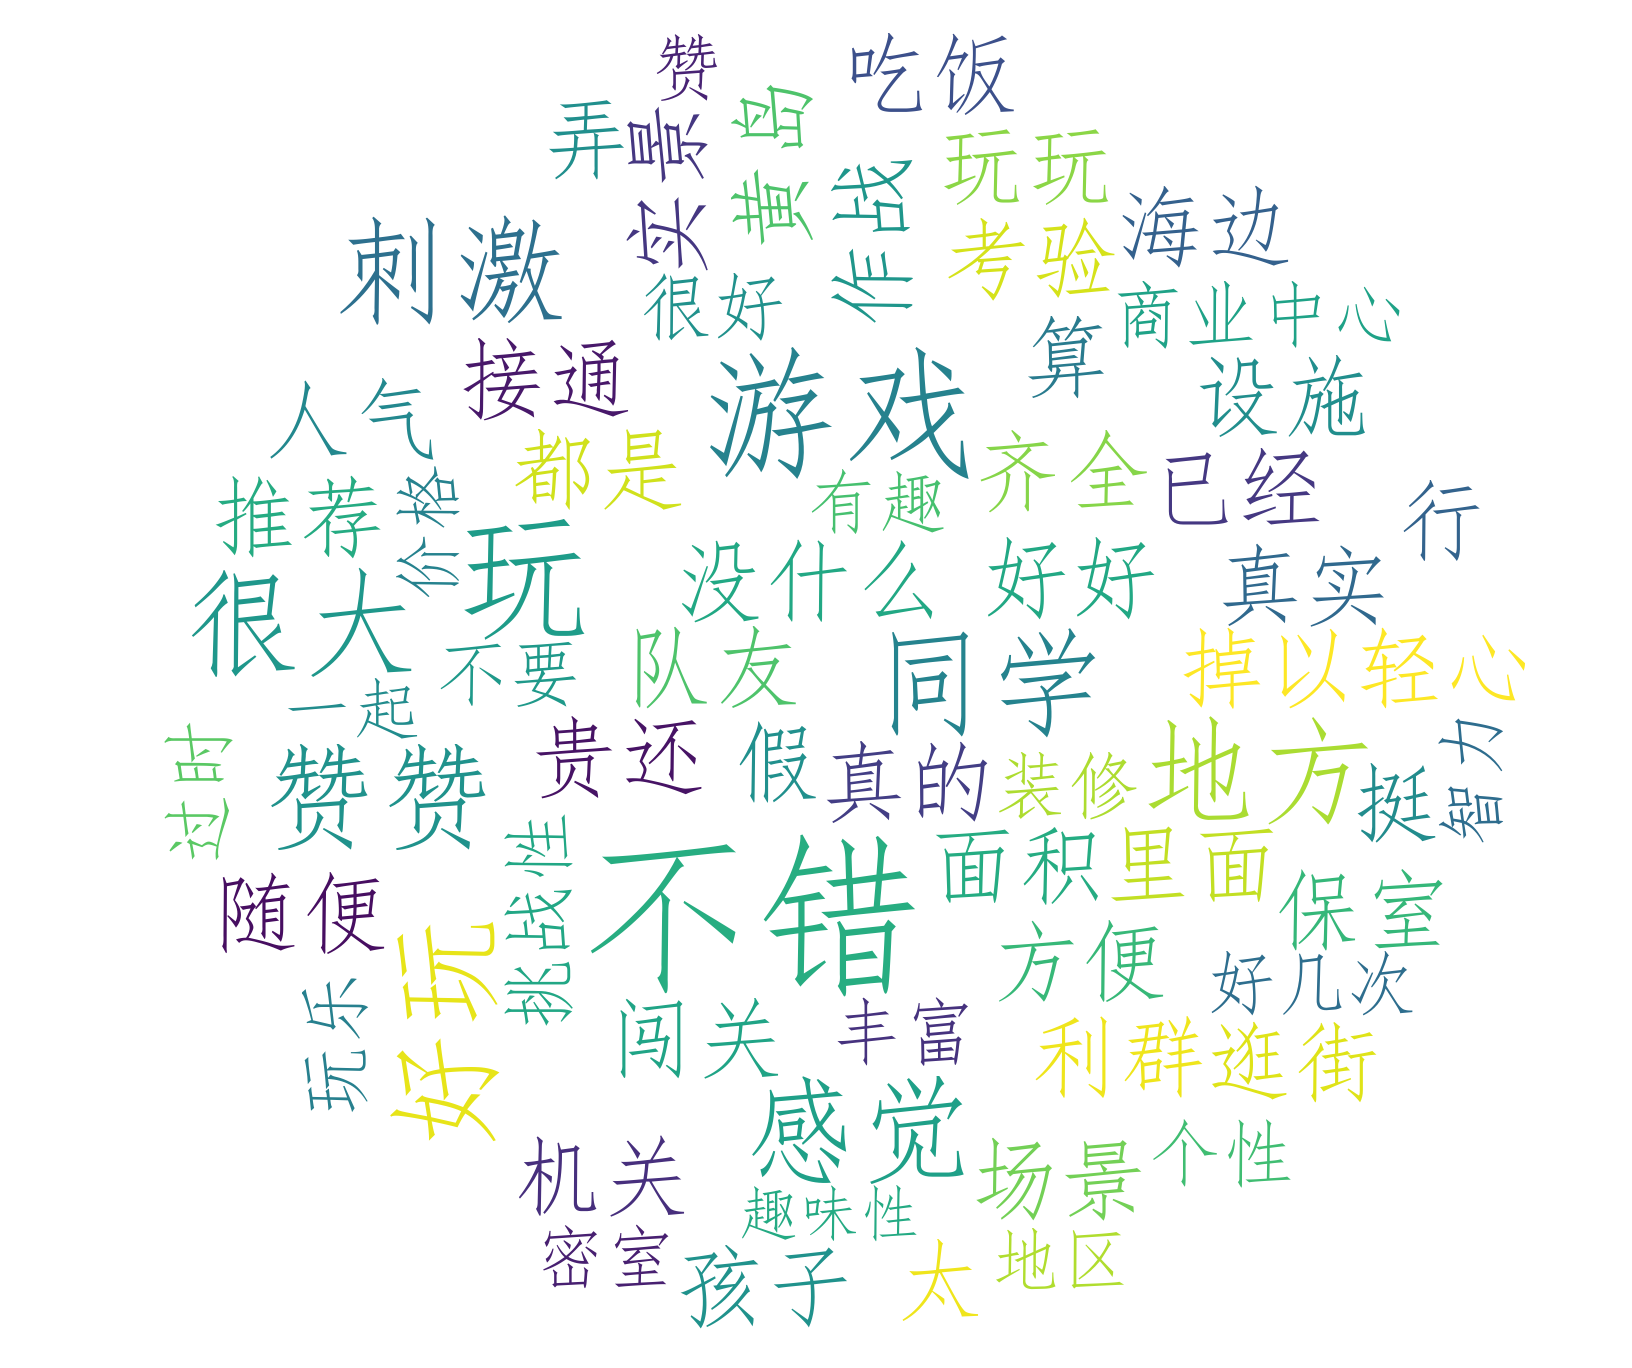 赞
吃饭
弄
实景
黄岛
作战
玩玩
海边
刺激
考验
很好
商业中心
算
接通
游戏
设施
人气
都是
齐全
已经
推荐
价格
有趣
行
玩
没什么
好好
真实
很大
不要
队友
同学
掉以轻心
一起
过时
赞赞
贵还
假
真的
装修
地方
挺
智力
面积
里面
随便
挑战性
不错
保室
好玩
方便
好几次
玩乐
闯关
丰富
利群逛街
感觉
机关
场景
个性
趣味性
密室
孩子
太
地区